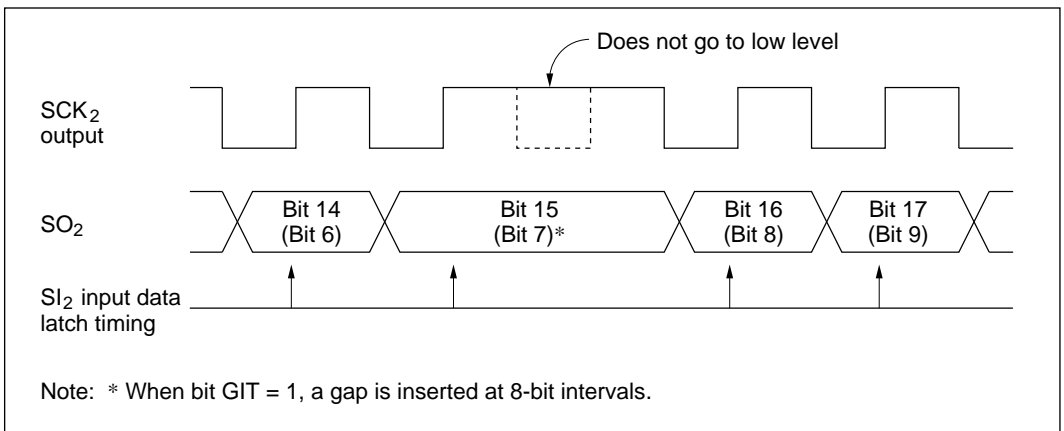 Does not go to low level
SCK2
output
SO2
Bit 14
(Bit 6)
Bit 15
(Bit 7)*
Bit 16
(Bit 8)
Bit 17
(Bit 9)
SI2 input data
latch timing
Note: * When bit GIT = 1, a gap is inserted at 8-bit intervals.